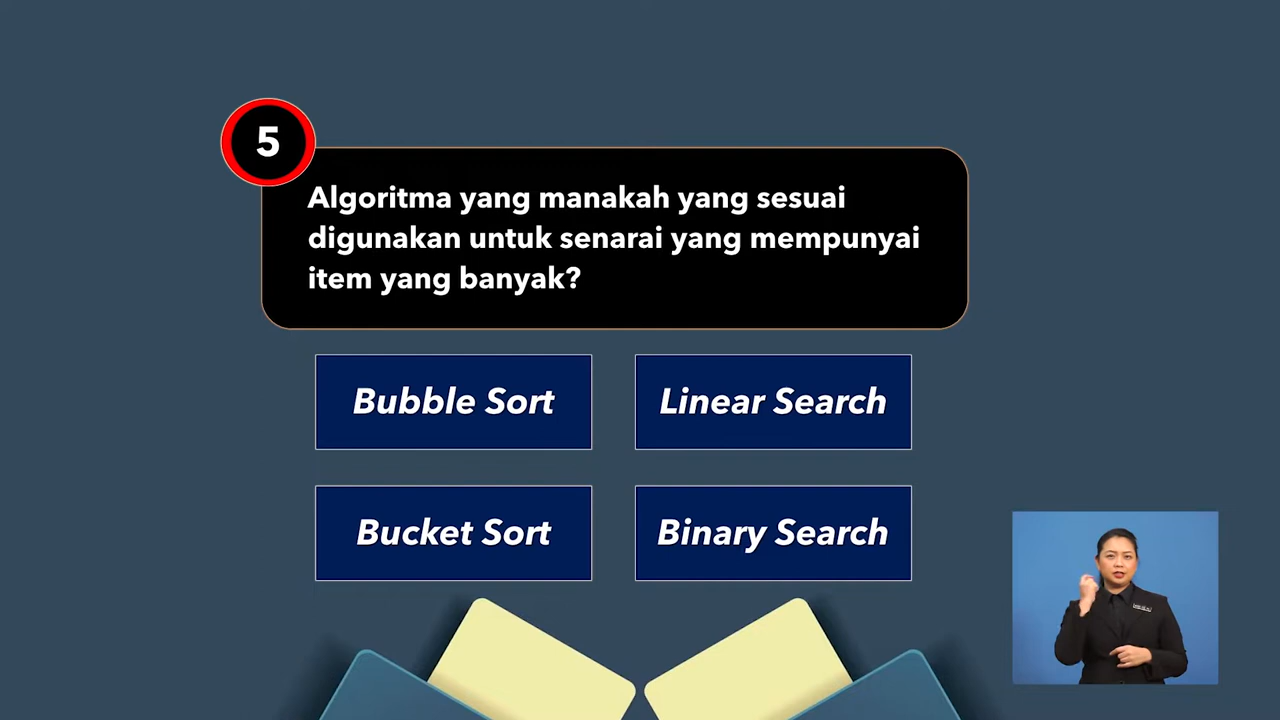 5
Algoritma yang manakah yang sesuai
digunakan untuk senarai yang mempunyai
item yang banyak?
Bubble Sort
Linear Search
Bucket Sort
Binary Search